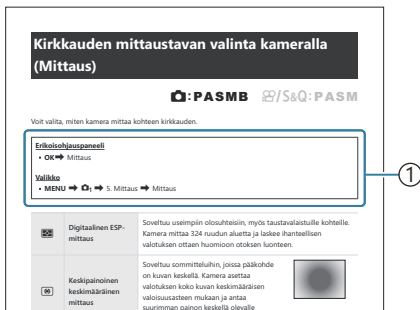 Kirkkauden mittaustavan valinta kameralla
(Mittaus)
:PASMB /S&Q:PASM
Voit valita, miten kamera mittaa kohteen kirkkauden.
Erikoisohjauspaneeli
• OK➡ Mittaus
Valikko
• MENU ➡ 1 ➡ 5. Mittaus ➡ Mittaus
1
Digitaalinen ESP-
mittaus
Soveltuu useimpiin olosuhteisiin, myös taustavalaistuille kohteille.
Kamera mittaa 324 ruudun aluetta ja laskee ihanteellisen
valotuksen ottaen huomioon otoksen luonteen.
Keskipainoinen
keskimääräinen
mittaus
Soveltuu sommitteluihin, joissa pääkohde
on kuvan keskellä. Kamera asettaa
valotuksen koko kuvan keskimääräisen
valoisuusasteen mukaan ja antaa
suurimman painon keskellä olevalle